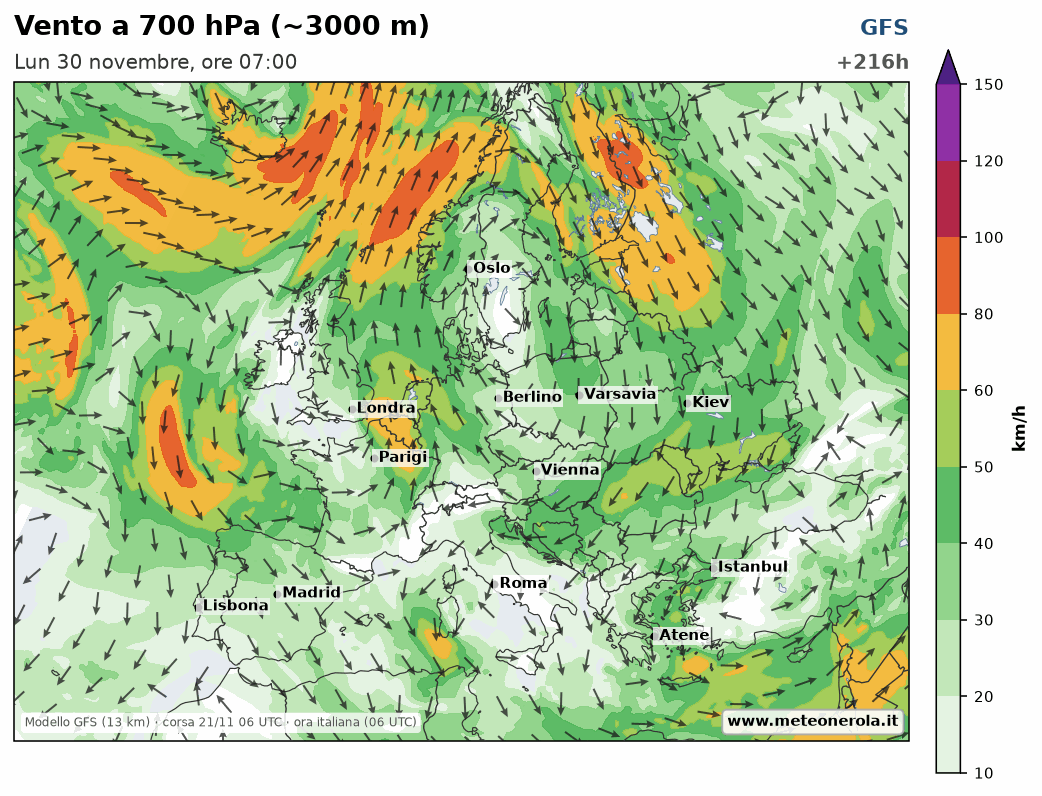 Vento a 700 hPa (~3000 m)
GFS
Lun 30 novembre, ore 07:00
+216h
150
120
100
80
60
50
40
30
20
10
km/h
Oslo
Berlino
Varsavia
Kiev
Londra
Parigi
Vienna
Istanbul
Roma
Madrid
Lisbona
Atene
Modello GFS (13 km) · corsa 21/11 06 UTC · ora italiana (06 UTC)
www.meteonerola.it